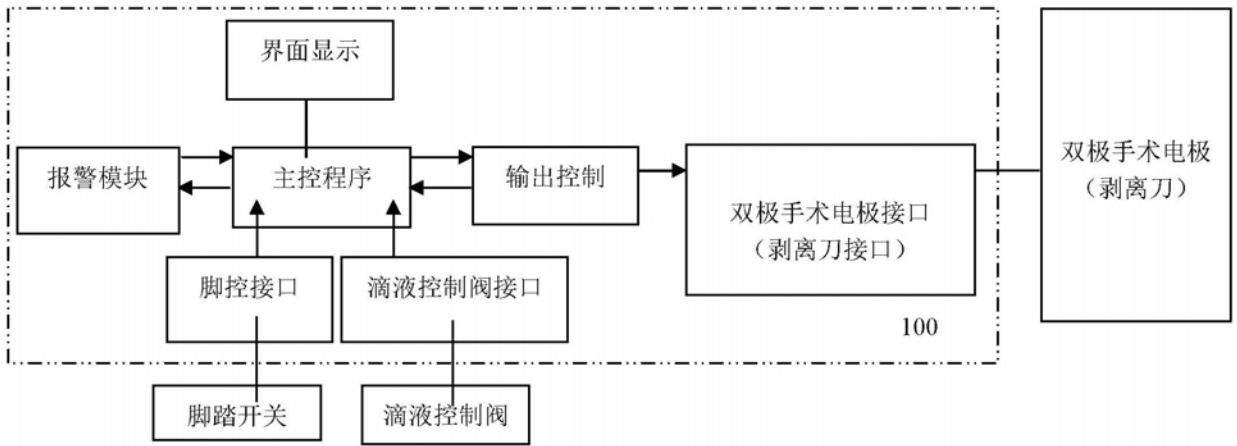 界面显示
报警模块
主控程序
输出控制
双极手术电极接口
（剥离刀接口）
双极手术电极
（剥离刀）
脚控接口
滴液控制阀接口
100
脚踏开关
滴液控制阀